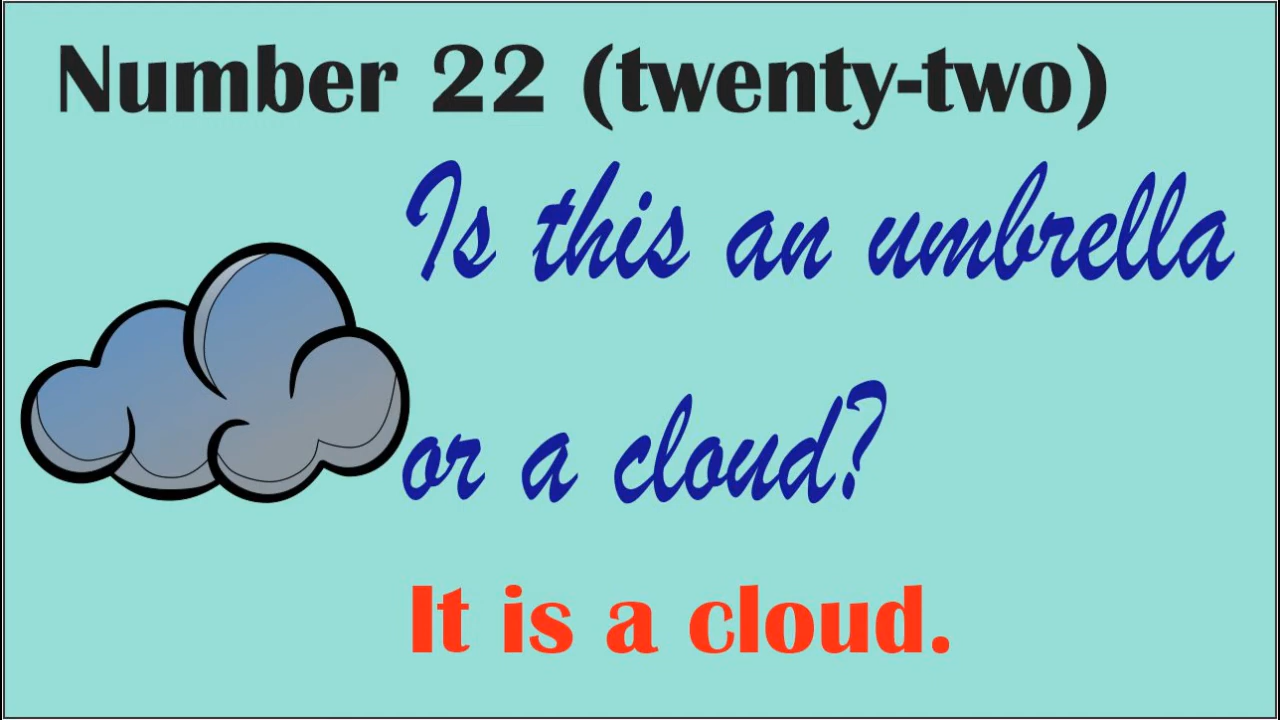 Number 22 (twenty-two)
Is this an umbrella
or a cloud?
It is a cloud.